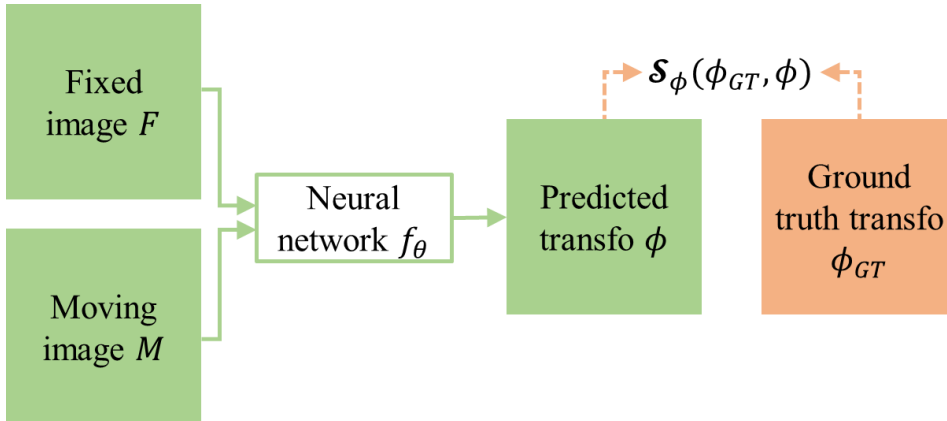 Fixed
image F
Moving
image M
Neural
network f_θ
Predicted
transfo ϕ
𝓢_ϕ(ϕ_GT, ϕ)
Ground
truth transfo
ϕ_GT